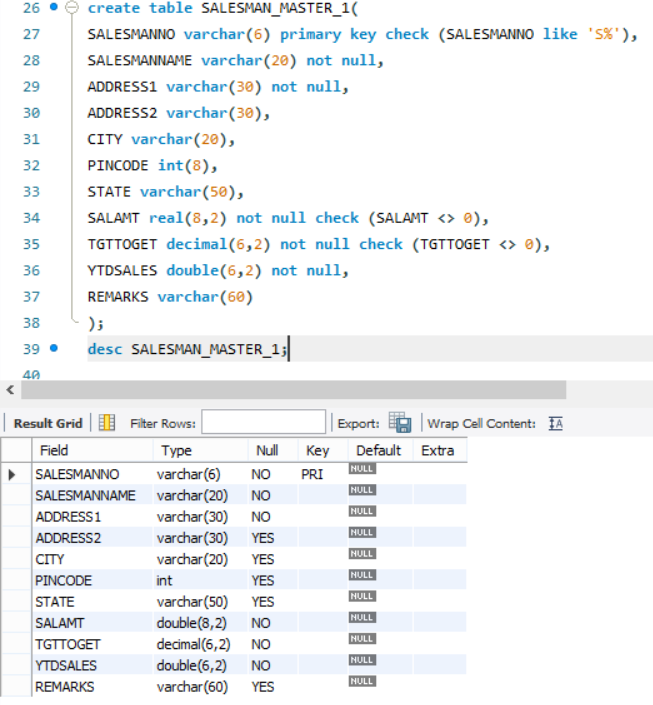 26 create table SALESMAN_MASTER_1(
27 SALESMANNO varchar(6) primary key check (SALESMANNO like 'S%'),
28 SALESMANNAME varchar(20) not null,
29 ADDRESS1 varchar(30) not null,
30 ADDRESS2 varchar(30),
31 CITY varchar(20),
32 PINCODE int(8),
33 STATE varchar(50),
34 SALAMT real(8,2) not null check (SALAMT <> 0),
35 TGTTOGET decimal(6,2) not null check (TGTTOGET <> 0),
36 YTDSALES double(6,2) not null,
37 REMARKS varchar(60)
38 );
39 desc SALESMAN_MASTER_1;
40
Result Grid Filter Rows: Export: Wrap Cell Content: IA
Field Type Null Key Default Extra
SALESMANNO varchar(6) NO PRI NULL
SALESMANNAME varchar(20) NO NULL
ADDRESS1 varchar(30) NO NULL
ADDRESS2 varchar(30) YES NULL
CITY varchar(20) YES NULL
PINCODE int YES NULL
STATE varchar(50) YES NULL
SALAMT double(8,2) NO NULL
TGTTOGET decimal(6,2) NO NULL
YTDSALES double(6,2) NO NULL
REMARKS varchar(60) YES NULL